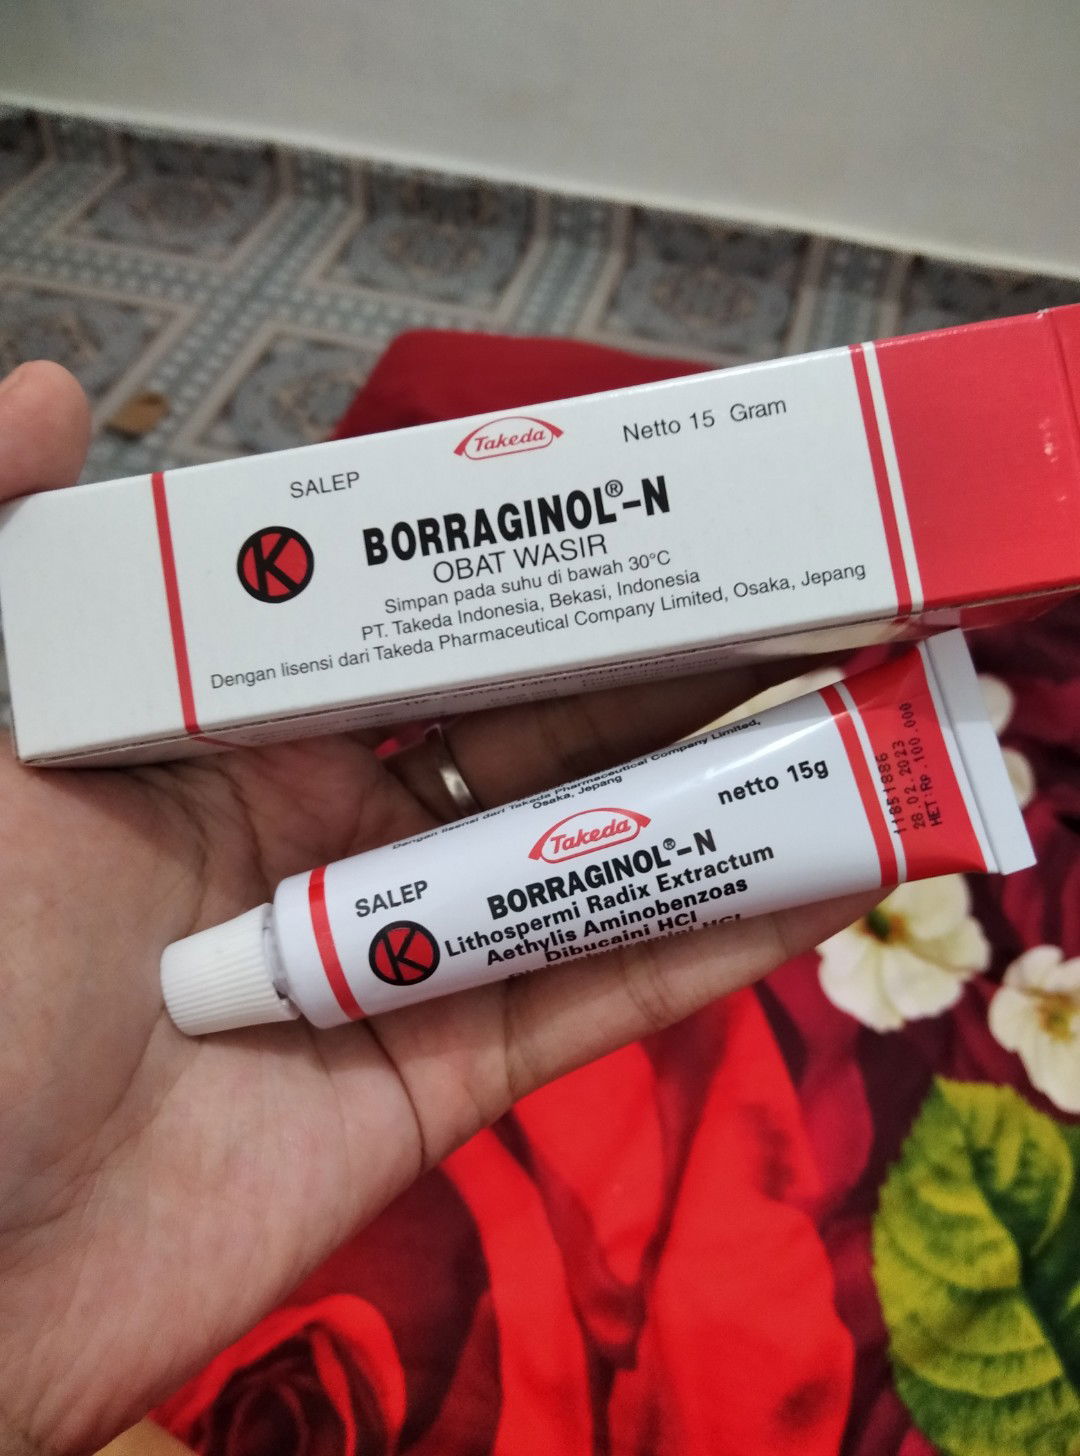 Takeda
Netto 15 Gram
SALEP
K
BORRAGINOL®-N
OBAT WASIR
Simpan pada suhu di bawah 30°C
PT. Takeda Indonesia, Bekasi, Indonesia
Dengan lisensi dari Takeda Pharmaceutical Company Limited, Osaka, Jepang
Dengan lisensi dari Takeda Pharmaceutical Company Limited,
Osaka, Jepang
Takeda
netto 15g
SALEP
K
BORRAGINOL®-N
Lithospermi Radix Extractum
Aethylis Aminobenzoas
Dibucaini HCl
11851886
28.02.2023
HET:Rp.100.000